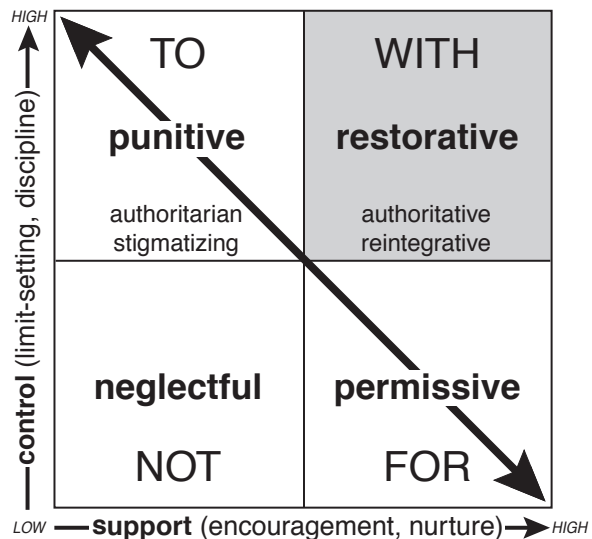 HIGH
TO
WITH
punitive
restorative
authoritarian
stigmatizing
authoritative
reintegrative
control (limit-setting, discipline)
neglectful
permissive
NOT
FOR
LOW
support (encouragement, nurture)
HIGH